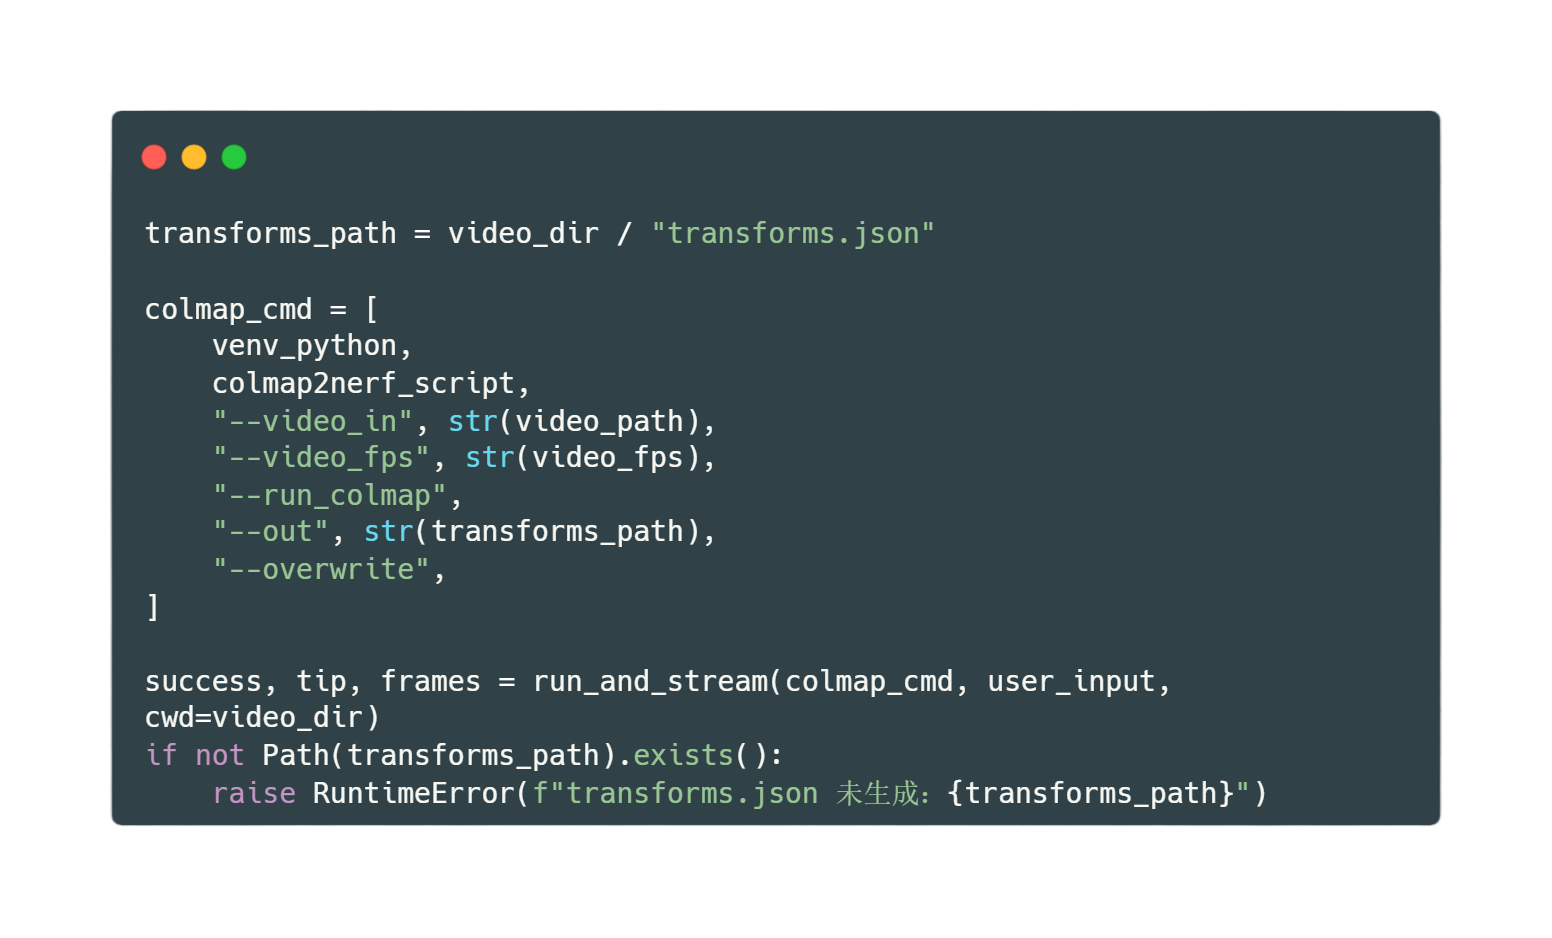 transforms_path = video_dir / "transforms.json"

colmap_cmd = [
    venv_python,
    colmap2nerf_script,
    "--video_in", str(video_path),
    "--video_fps", str(video_fps),
    "--run_colmap",
    "--out", str(transforms_path),
    "--overwrite",
]

success, tip, frames = run_and_stream(colmap_cmd, user_input,
cwd=video_dir)
if not Path(transforms_path).exists():
    raise RuntimeError(f"transforms.json 未生成：{transforms_path}")